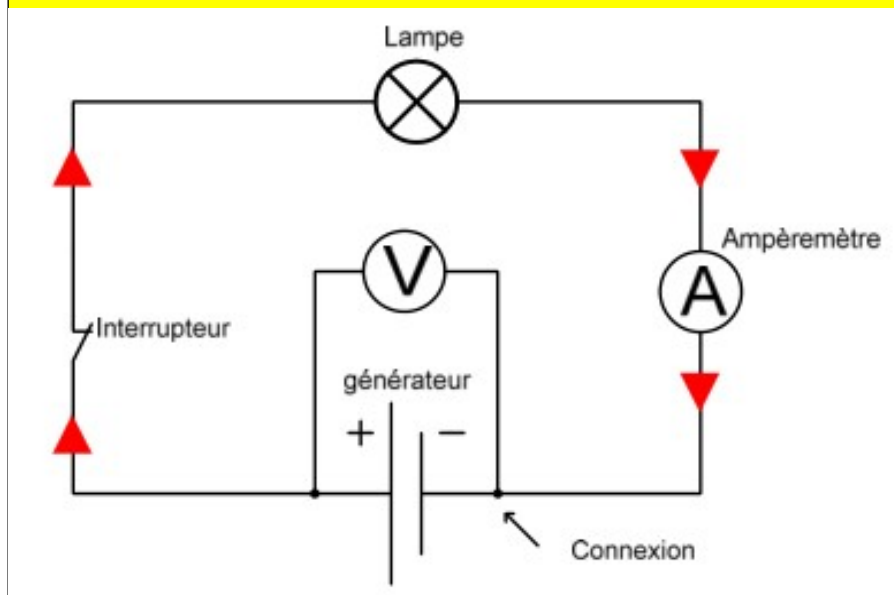 Lampe
Ampèremètre
V
A
Interrupteur
générateur
+ −
Connexion